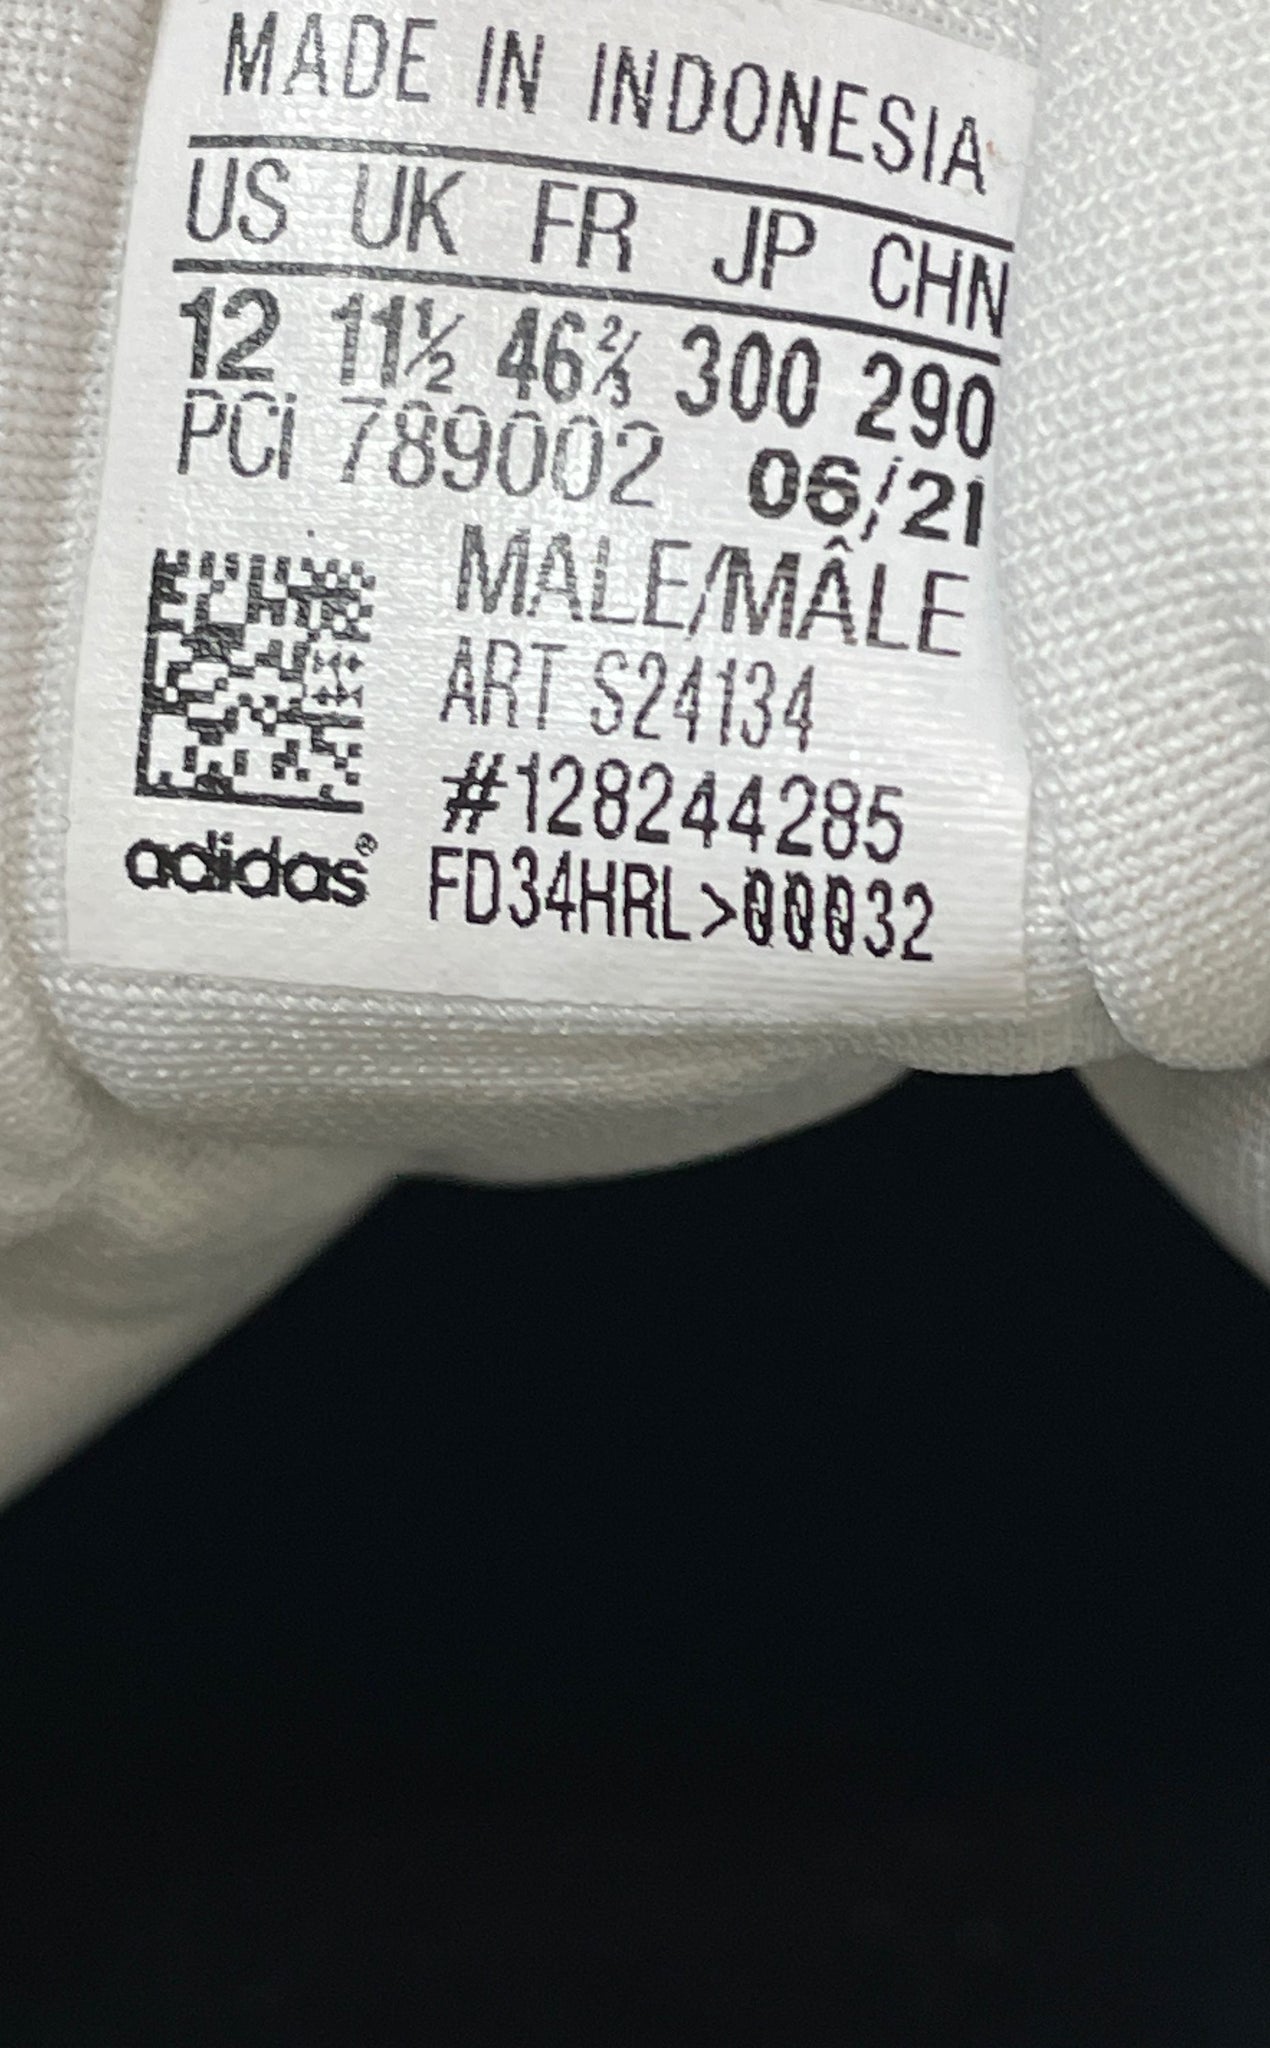 MADE IN INDONESIA
US UK FR JP CHN
12 11½ 46⅔ 300 290
PCi 789002 06/21
MALE/MÂLE
ART S24134
#128244285
adidas® FD34HRL>00032